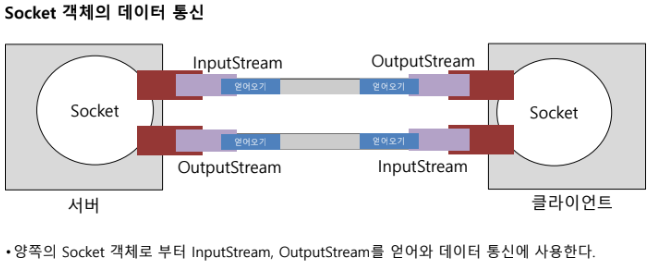 Socket 객체의 데이터 통신
InputStream
OutputStream
얻어오기
얻어오기
Socket
Socket
얻어오기
얻어오기
OutputStream
InputStream
서버
클라이언트
•양쪽의 Socket 객체로 부터 InputStream, OutputStream를 얻어와 데이터 통신에 사용한다.